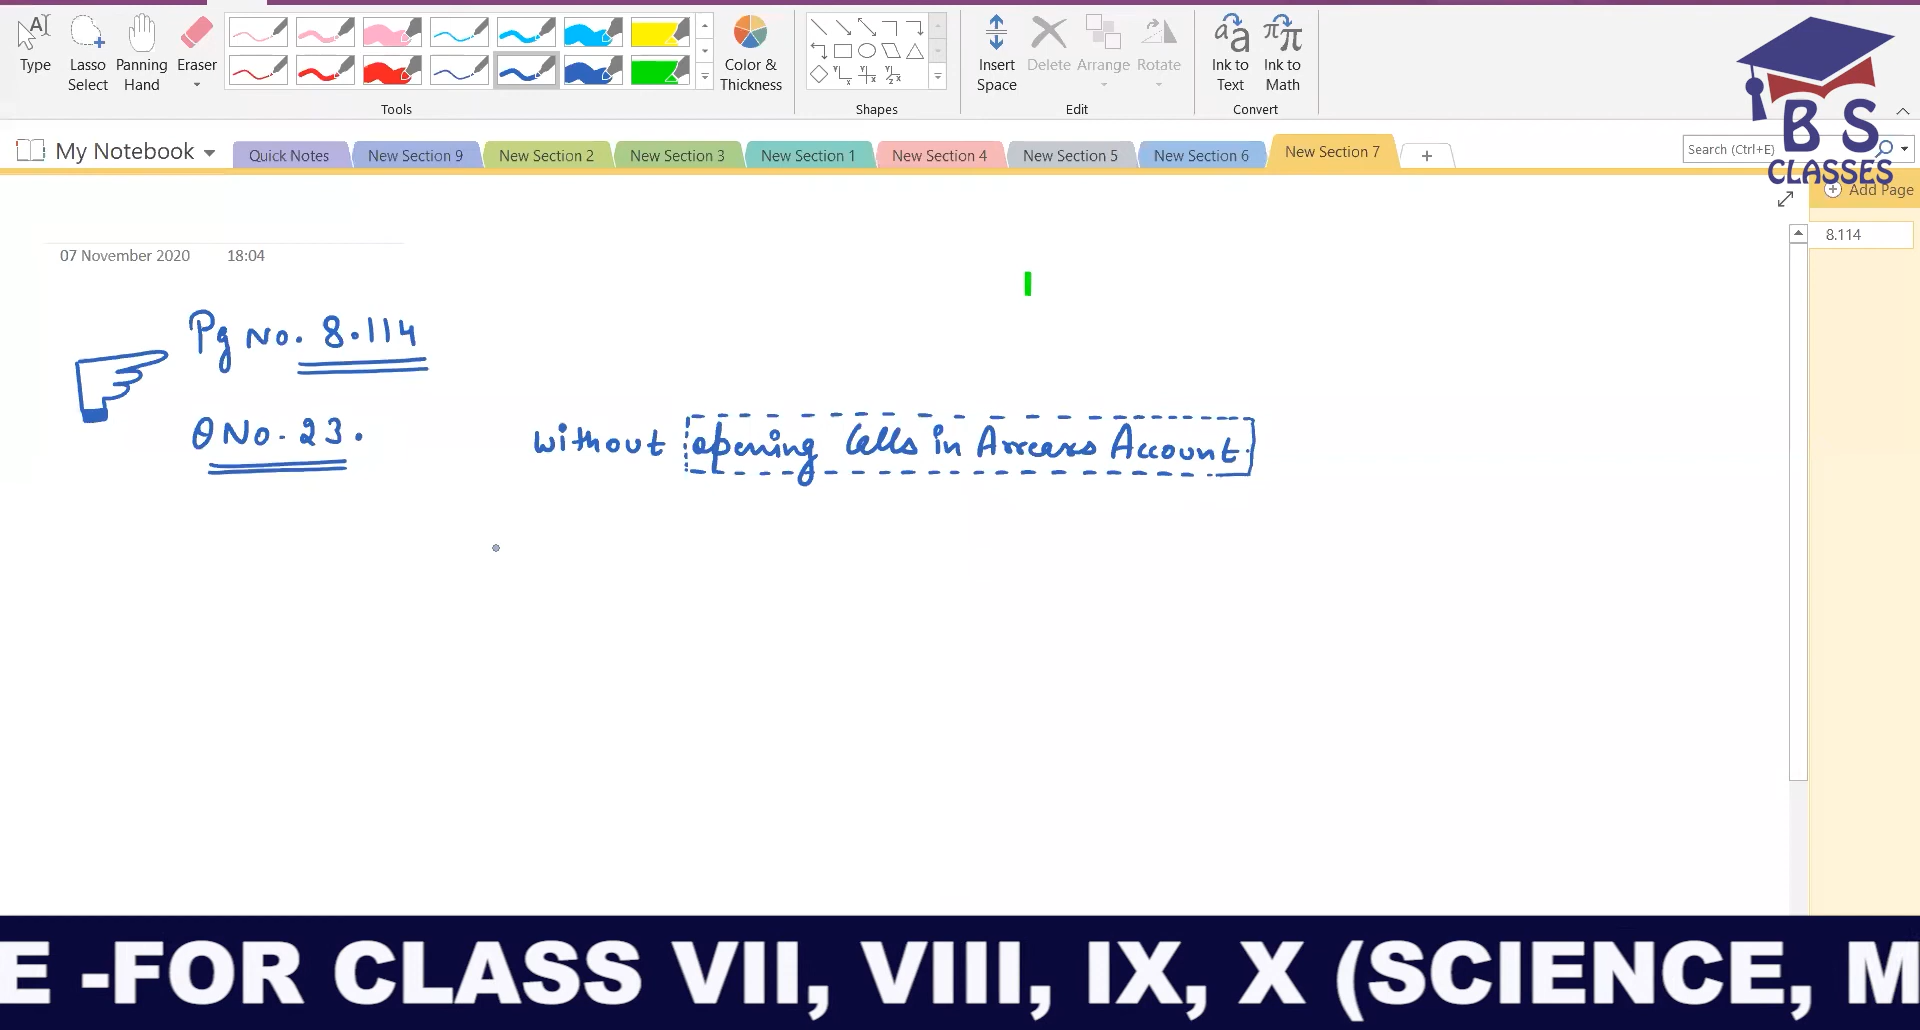 Type
Lasso Select
Panning Hand
Eraser
Color & Thickness
Insert Space
Delete
Arrange
Rotate
Ink to Text
Ink to Math
Tools
Shapes
Edit
Convert
B S
CLASSES
My Notebook
Quick Notes
New Section 9
New Section 2
New Section 3
New Section 1
New Section 4
New Section 5
New Section 6
New Section 7
Search (Ctrl+E)
Add Page
8.114
07 November 2020 18:04
Pg No. 8.114
Q No. 23.
without opening Calls in Arrears Account.
E -FOR CLASS VII, VIII, IX, X (SCIENCE, M